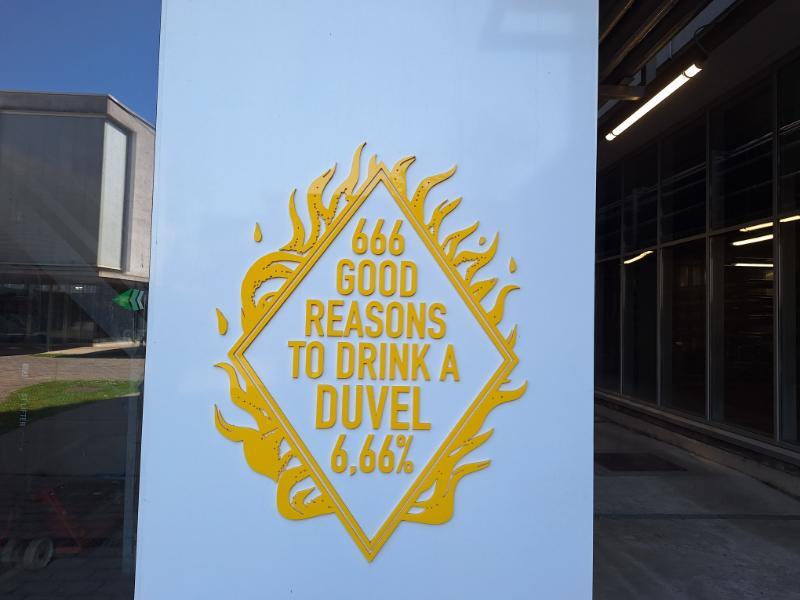 666
GOOD
REASONS
TO DRINK A
DUVEL
6,66%